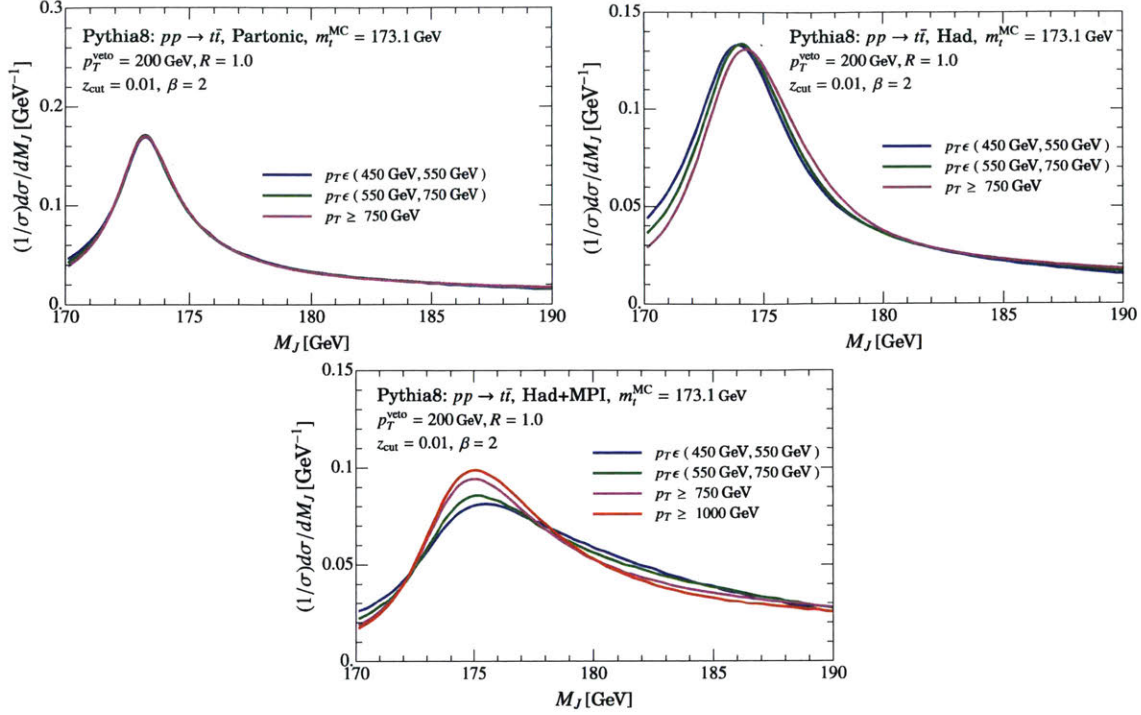 0.3
0.2
0.1
0.
(1/σ)dσ/dM_J [GeV⁻¹]
Pythia8: pp → tt̄, Partonic, m_t^MC = 173.1 GeV
p_T^veto = 200 GeV, R = 1.0
z_cut = 0.01, β = 2
p_T ϵ ( 450 GeV, 550 GeV )
p_T ϵ ( 550 GeV, 750 GeV )
p_T ≥ 750 GeV
170 175 180 185 190
M_J [GeV]
0.15
0.10
0.05
0.
(1/σ)dσ/dM_J [GeV⁻¹]
Pythia8: pp → tt̄, Had, m_t^MC = 173.1 GeV
p_T^veto = 200 GeV, R = 1.0
z_cut = 0.01, β = 2
p_T ϵ ( 450 GeV, 550 GeV )
p_T ϵ ( 550 GeV, 750 GeV )
p_T ≥ 750 GeV
170 175 180 185 190
M_J [GeV]
0.15
0.10
0.05
0.
(1/σ)dσ/dM_J [GeV⁻¹]
Pythia8: pp → tt̄, Had+MPI, m_t^MC = 173.1 GeV
p_T^veto = 200 GeV, R = 1.0
z_cut = 0.01, β = 2
p_T ϵ ( 450 GeV, 550 GeV )
p_T ϵ ( 550 GeV, 750 GeV )
p_T ≥ 750 GeV
p_T ≥ 1000 GeV
170 175 180 185 190
M_J [GeV]